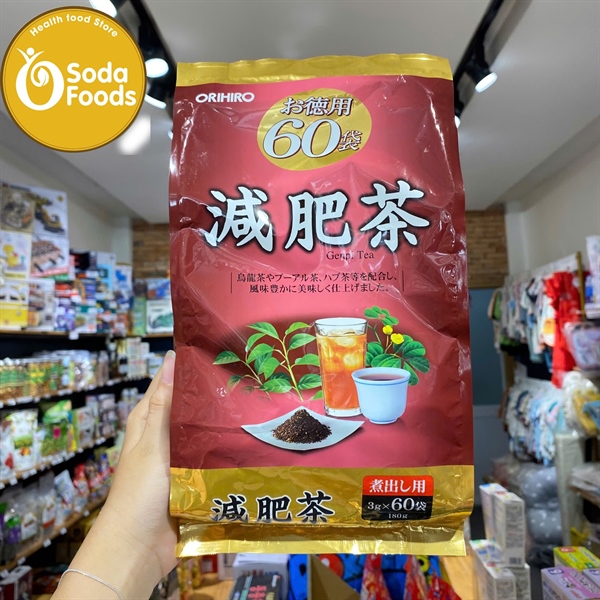 Health food Store
Soda
Foods
ORIHIRO
お徳用
60袋
減肥茶
Genpi Tea
烏龍茶やプーアル茶、ハブ茶等を配合し、
風味豊かに美味しく仕上げました。
煮出し用
3g×60袋
180g
減肥茶